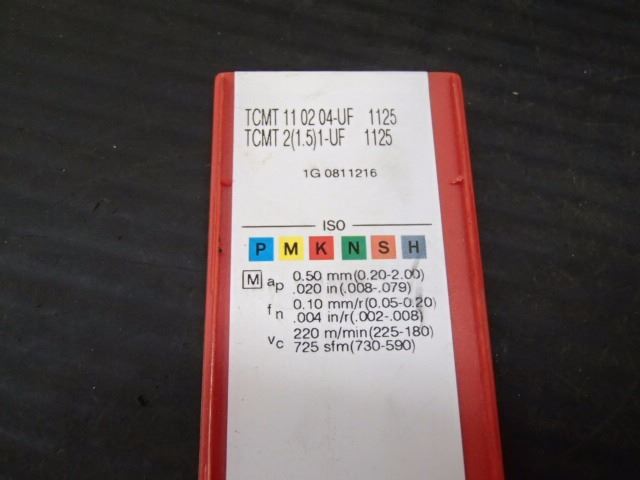 TCMT 11 02 04-UF 1125
TCMT 2(1.5)1-UF 1125
1G 0811216
ISO
P M K N S H
M ap 0.50 mm(0.20-2.00)
.020 in(.008-.079)
fn 0.10 mm/r(0.05-0.20)
.004 in/r(.002-.008)
vc 220 m/min(225-180)
725 sfm(730-590)